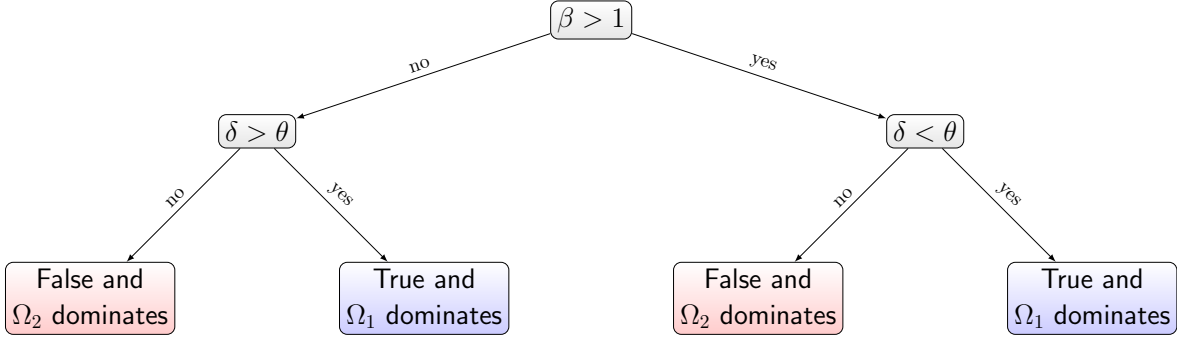 β > 1
no
yes
δ > θ
δ < θ
no
yes
no
yes
False and
Ω₂ dominates
True and
Ω₁ dominates
False and
Ω₂ dominates
True and
Ω₁ dominates